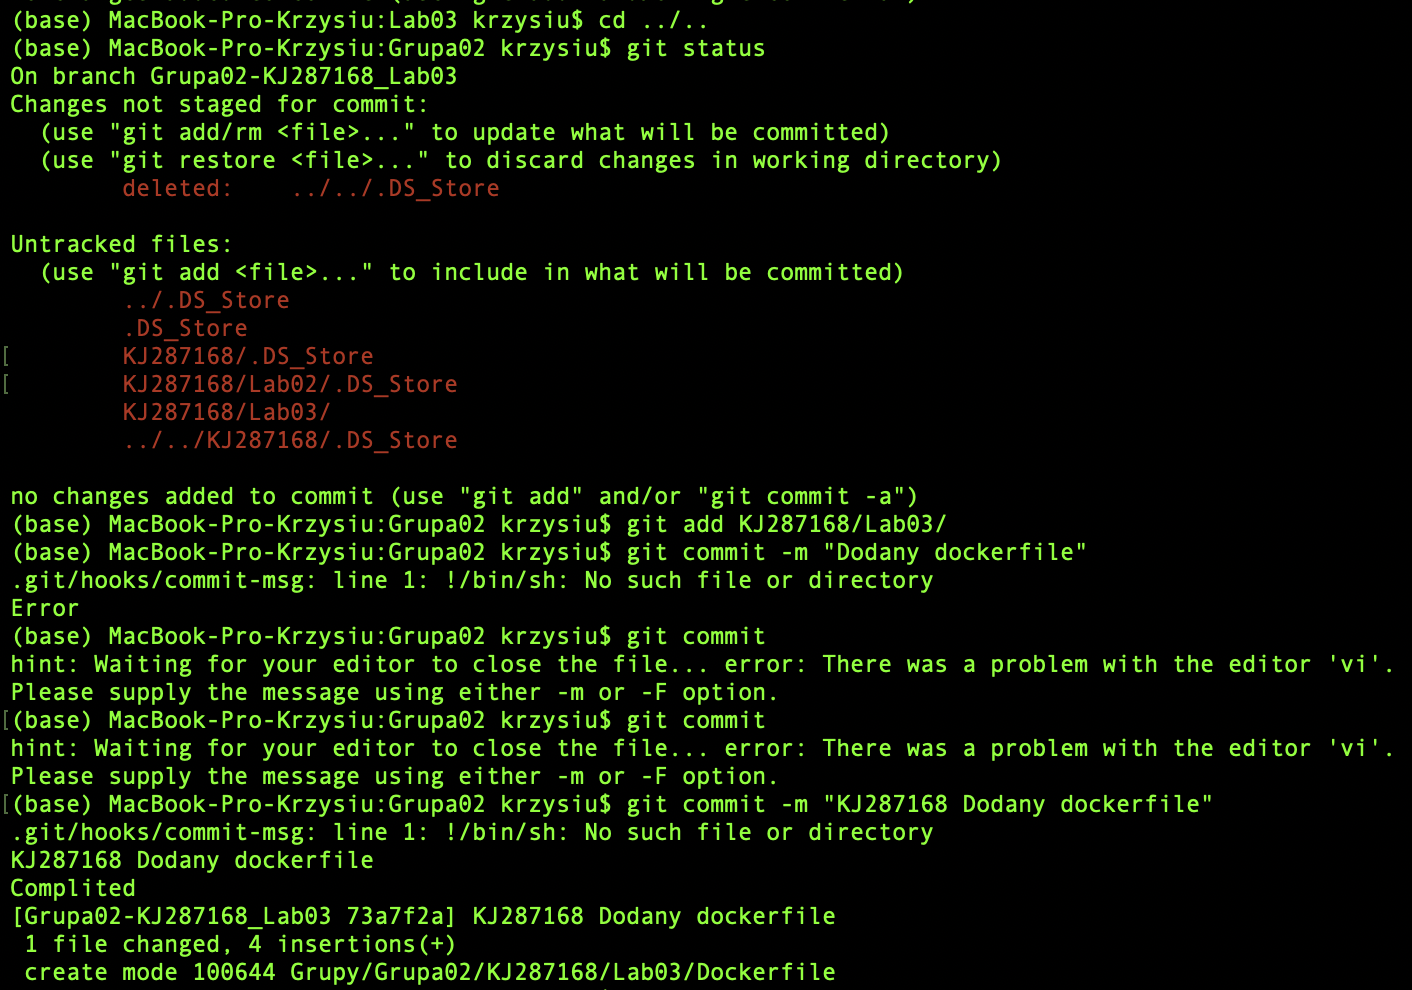 (base) MacBook-Pro-Krzysiu:Lab03 krzysiu$ cd ../..
(base) MacBook-Pro-Krzysiu:Grupa02 krzysiu$ git status
On branch Grupa02-KJ287168_Lab03
Changes not staged for commit:
  (use "git add/rm <file>..." to update what will be committed)
  (use "git restore <file>..." to discard changes in working directory)
        deleted:    ../../.DS_Store

Untracked files:
  (use "git add <file>..." to include in what will be committed)
        ../.DS_Store
        .DS_Store
[       KJ287168/.DS_Store
[       KJ287168/Lab02/.DS_Store
        KJ287168/Lab03/
        ../../KJ287168/.DS_Store

no changes added to commit (use "git add" and/or "git commit -a")
(base) MacBook-Pro-Krzysiu:Grupa02 krzysiu$ git add KJ287168/Lab03/
(base) MacBook-Pro-Krzysiu:Grupa02 krzysiu$ git commit -m "Dodany dockerfile"
.git/hooks/commit-msg: line 1: !/bin/sh: No such file or directory
Error
(base) MacBook-Pro-Krzysiu:Grupa02 krzysiu$ git commit
hint: Waiting for your editor to close the file... error: There was a problem with the editor 'vi'.
Please supply the message using either -m or -F option.
[(base) MacBook-Pro-Krzysiu:Grupa02 krzysiu$ git commit
hint: Waiting for your editor to close the file... error: There was a problem with the editor 'vi'.
Please supply the message using either -m or -F option.
[(base) MacBook-Pro-Krzysiu:Grupa02 krzysiu$ git commit -m "KJ287168 Dodany dockerfile"
.git/hooks/commit-msg: line 1: !/bin/sh: No such file or directory
KJ287168 Dodany dockerfile
Complited
[Grupa02-KJ287168_Lab03 73a7f2a] KJ287168 Dodany dockerfile
 1 file changed, 4 insertions(+)
 create mode 100644 Grupy/Grupa02/KJ287168/Lab03/Dockerfile